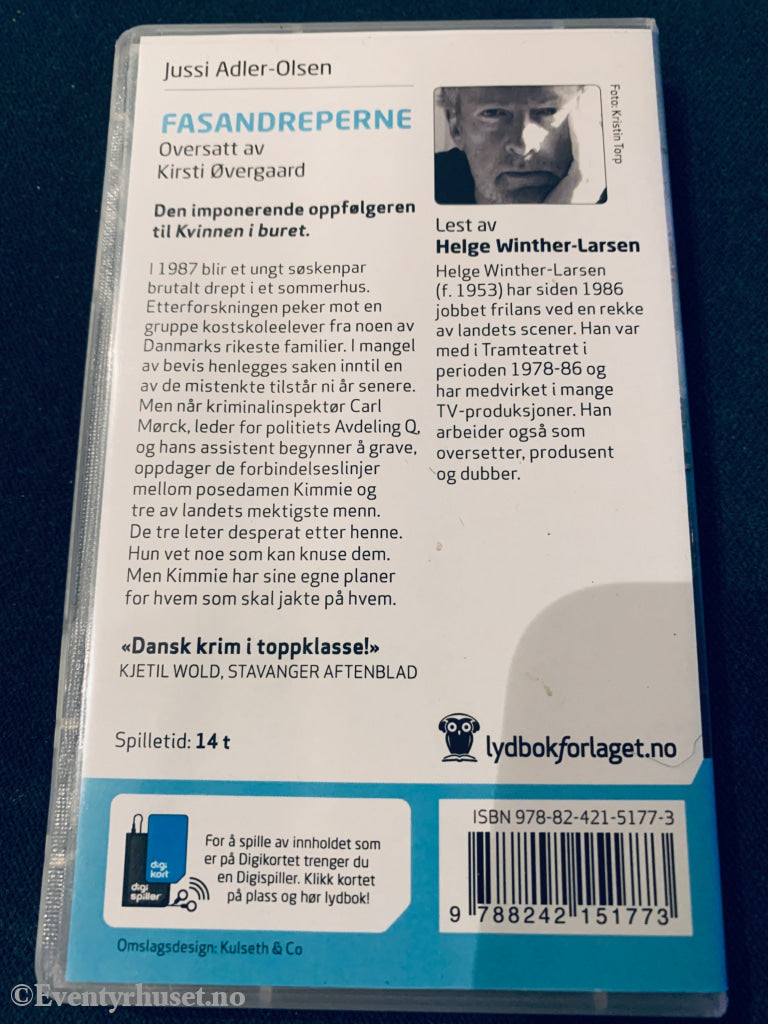 Jussi Adler-Olsen
FASANDREPERNE
Oversatt av
Kirsti Øvergaard
Den imponerende oppfølgeren
til Kvinnen i buret.
I 1987 blir et ungt søskenpar
brutalt drept i et sommerhus.
Etterforskningen peker mot en
gruppe kostskoleelever fra noen av
Danmarks rikeste familier. I mangel
av bevis henlegges saken inntil en
av de mistenkte tilstår ni år senere.
Men når kriminalinspektør Carl
Mørck, leder for politiets Avdeling Q,
og hans assistent begynner å grave,
oppdager de forbindelseslinjer
mellom posedamen Kimmie og
tre av landets mektigste menn.
De tre leter desperat etter henne.
Hun vet noe som kan knuse dem.
Men Kimmie har sine egne planer
for hvem som skal jakte på hvem.
«Dansk krim i toppklasse!»
KJETIL WOLD, STAVANGER AFTENBLAD
Spilletid: 14 t
Foto: Kristin Torp
Lest av
Helge Winther-Larsen
Helge Winther-Larsen
(f. 1953) har siden 1986
jobbet frilans ved en rekke
av landets scener. Han var
med i Tramteatret i
perioden 1978-86 og
har medvirket i mange
TV-produksjoner. Han
arbeider også som
oversetter, produsent
og dubber.
lydbokforlaget.no
digi
kort
digi
spiller
For å spille av innholdet som
er på Digikortet trenger du
en Digispiller. Klikk kortet
på plass og hør lydbok!
Omslagsdesign: Kulseth & Co
ISBN 978-82-421-5177-3
9 788242 151773
©Eventyrhuset.no